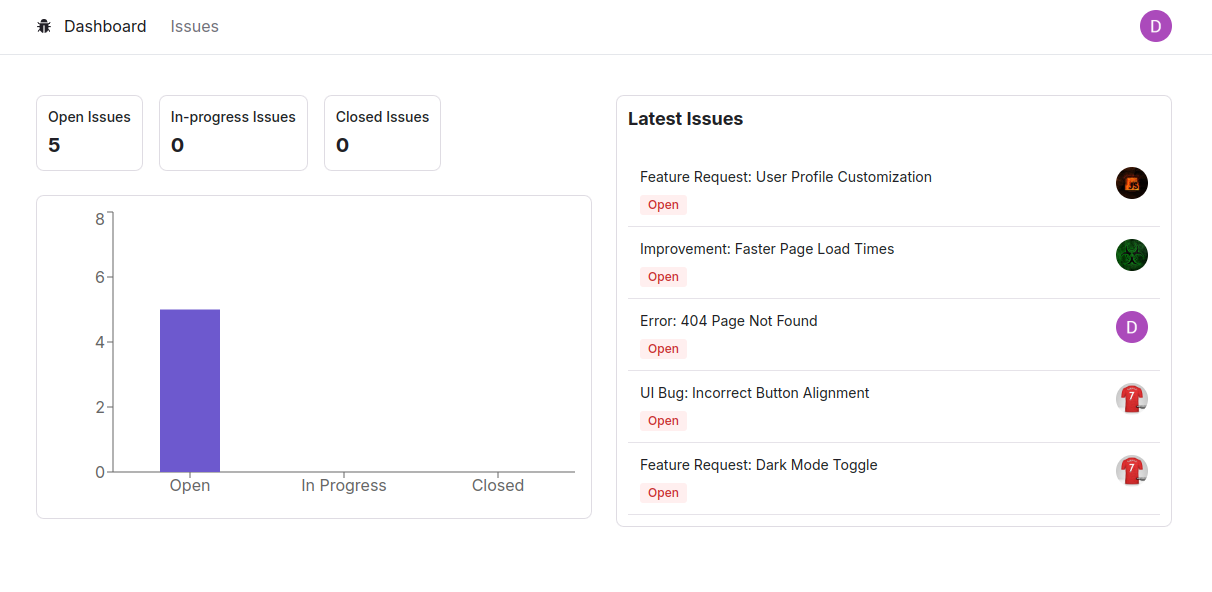 Dashboard Issues D
Open Issues In-progress Issues Closed Issues
5 0 0
8
6
4
2
0
Open In Progress Closed
Latest Issues
Feature Request: User Profile Customization
Open
Improvement: Faster Page Load Times
Open
Error: 404 Page Not Found D
Open
UI Bug: Incorrect Button Alignment 7
Open
Feature Request: Dark Mode Toggle 7
Open